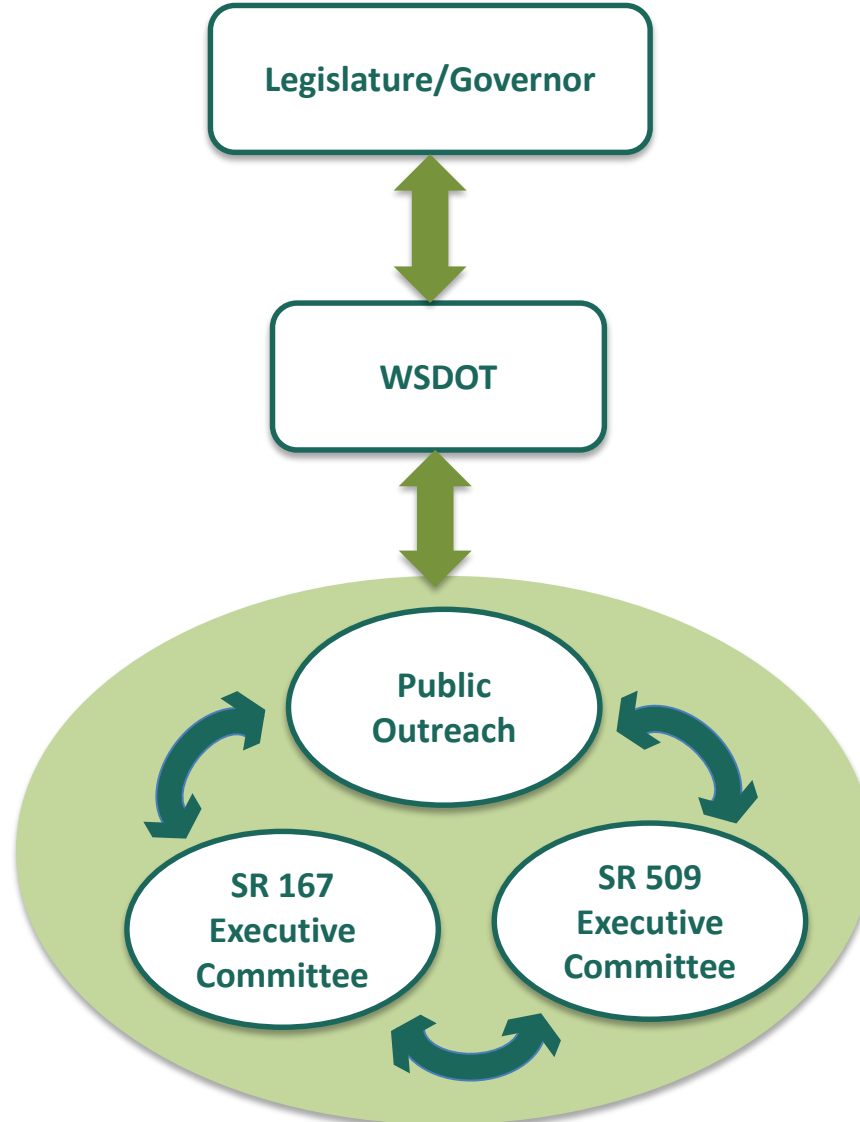 Legislature/Governor
WSDOT
Public
Outreach
SR 167
Executive
Committee
SR 509
Executive
Committee